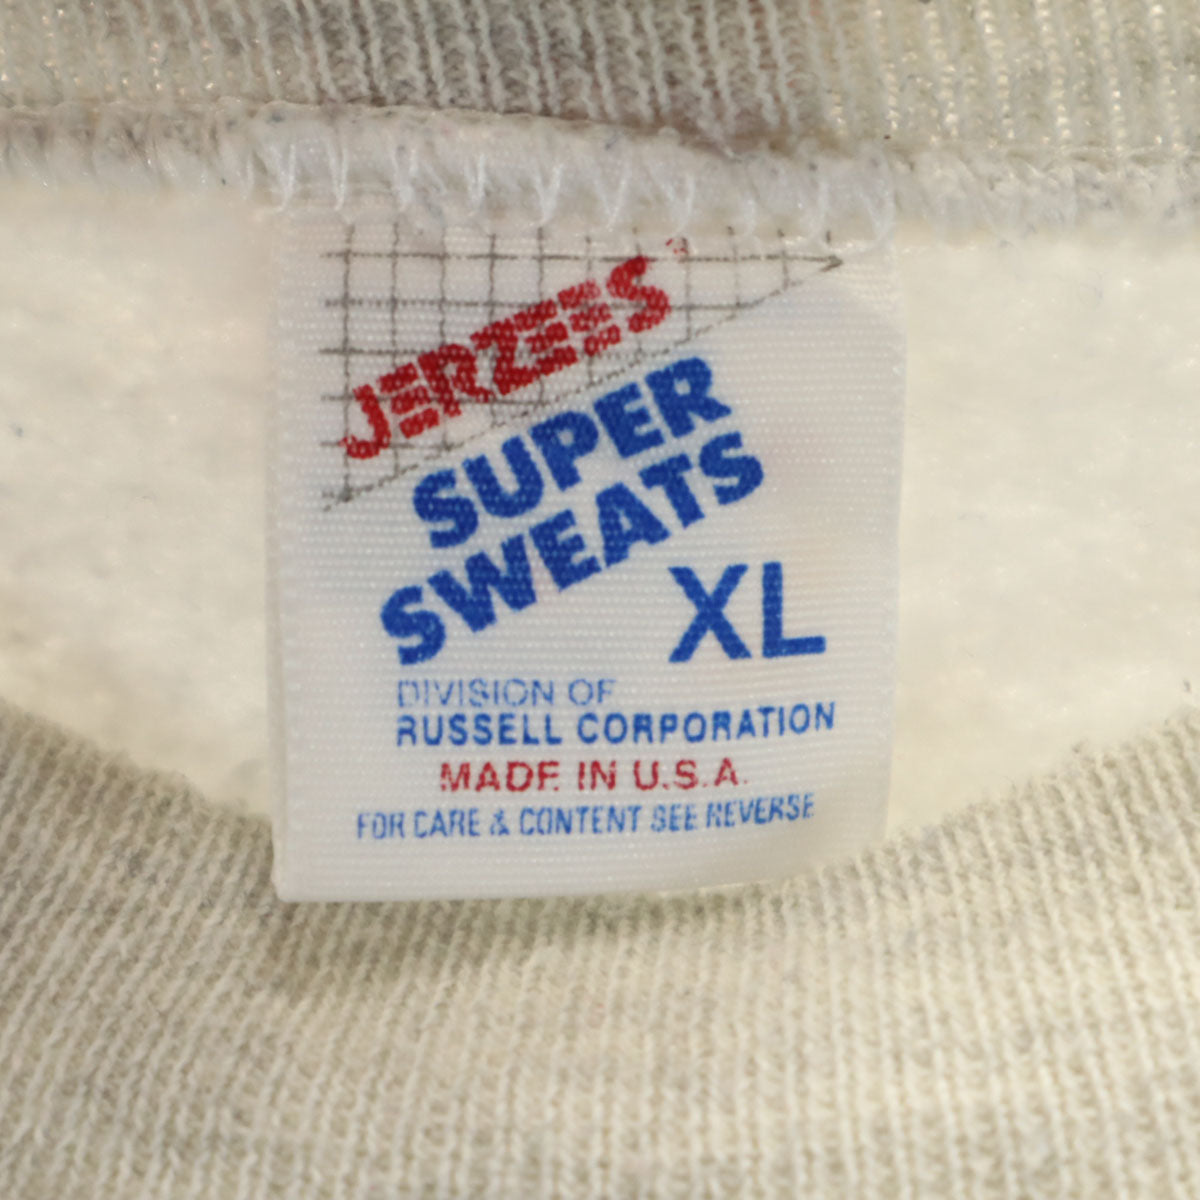 JERZEES®
SUPER
SWEATS
XL
DIVISION OF
RUSSELL CORPORATION
MADE IN U.S.A.
FOR CARE & CONTENT SEE REVERSE